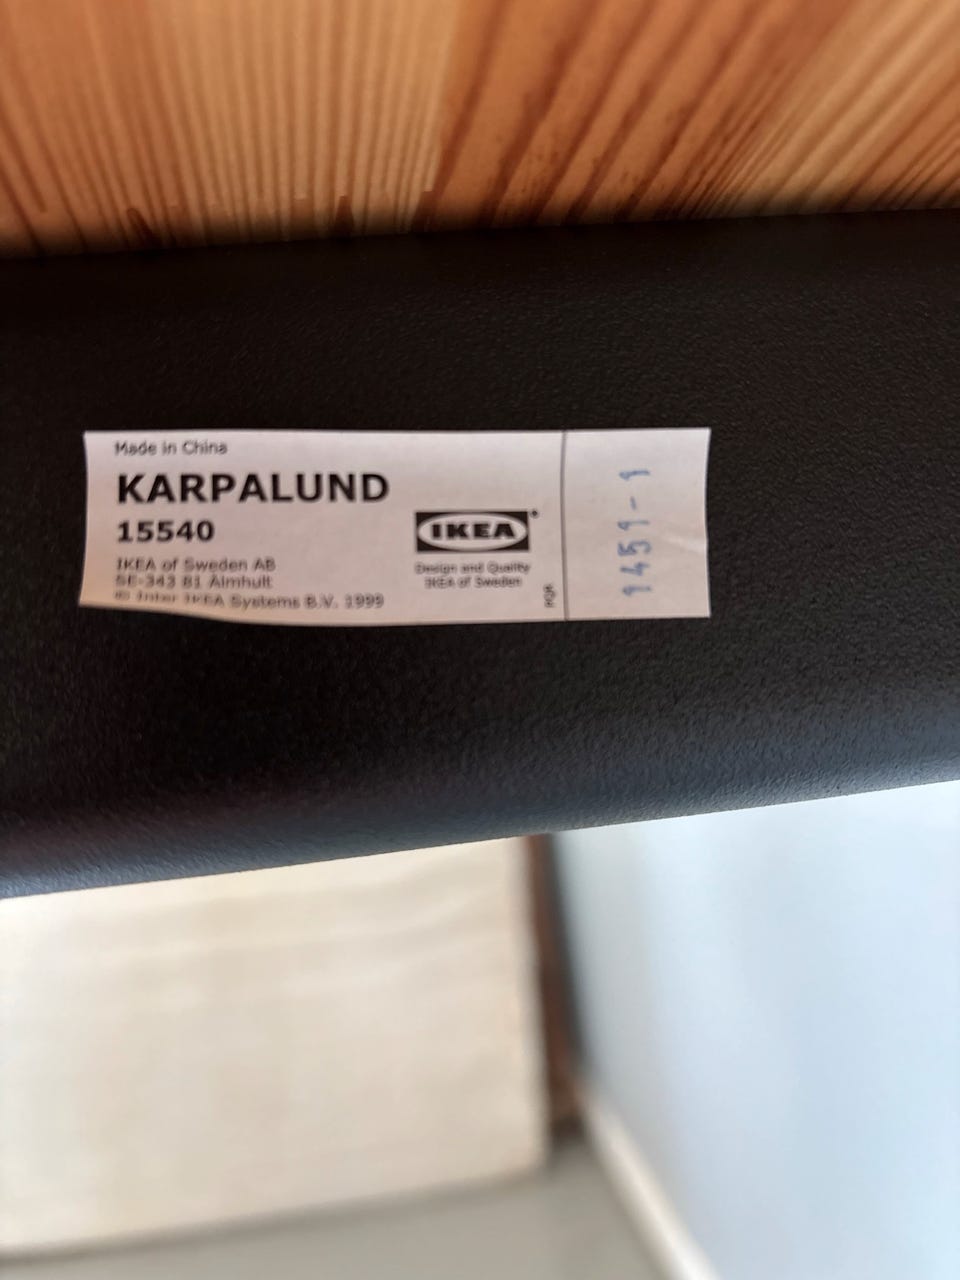 Made in China
KARPALUND
15540
IKEA of Sweden AB
SE-343 81 Älmhult
© Inter IKEA Systems B.V. 1999
IKEA®
Design and Quality
IKEA of Sweden
1451-1